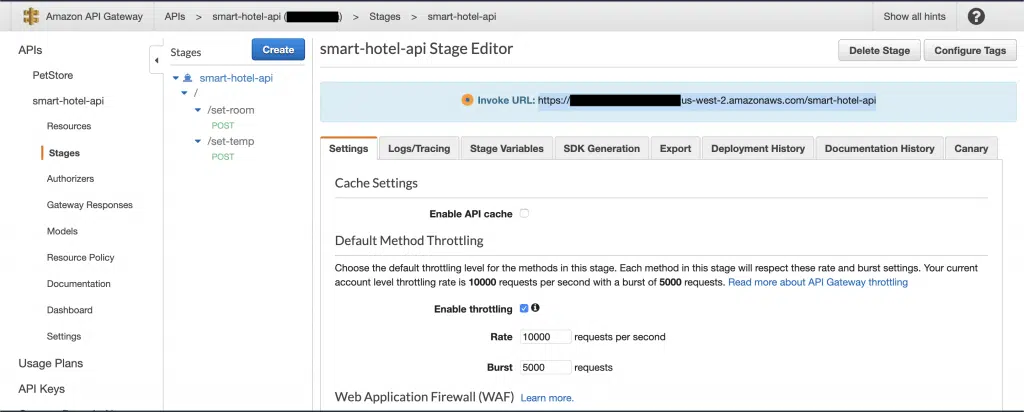 Amazon API Gateway APIs > smart-hotel-api ( ) > Stages > smart-hotel-api Show all hints ?
APIs
PetStore
smart-hotel-api
Resources
Stages
Authorizers
Gateway Responses
Models
Resource Policy
Documentation
Dashboard
Settings
Usage Plans
API Keys
Stages Create
smart-hotel-api
/
/set-room
POST
/set-temp
POST
smart-hotel-api Stage Editor
Delete Stage Configure Tags
Invoke URL: https:// us-west-2.amazonaws.com/smart-hotel-api
Settings Logs/Tracing Stage Variables SDK Generation Export Deployment History Documentation History Canary
Cache Settings
Enable API cache
Default Method Throttling
Choose the default throttling level for the methods in this stage. Each method in this stage will respect these rate and burst settings. Your current
account level throttling rate is 10000 requests per second with a burst of 5000 requests. Read more about API Gateway throttling
Enable throttling
Rate 10000 requests per second
Burst 5000 requests
Web Application Firewall (WAF) Learn more.